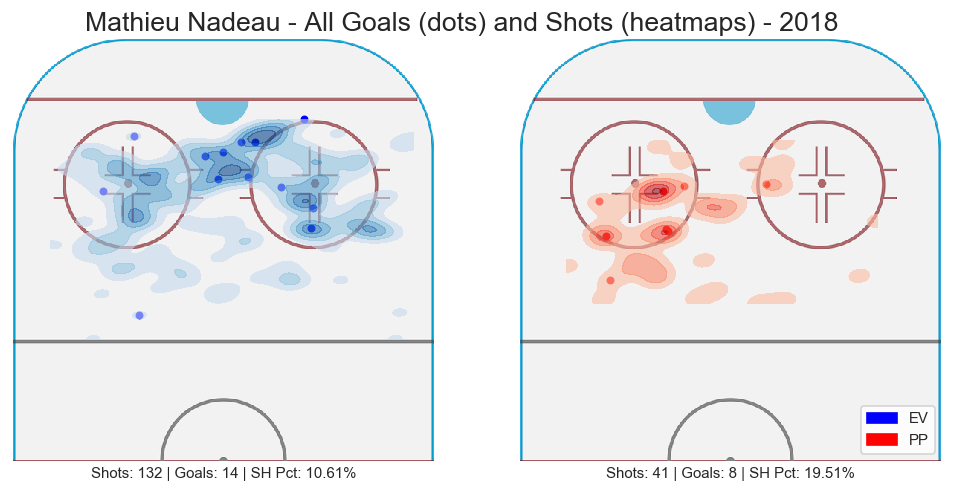 Mathieu Nadeau - All Goals (dots) and Shots (heatmaps) - 2018
EV
PP
Shots: 132 | Goals: 14 | SH Pct: 10.61%
Shots: 41 | Goals: 8 | SH Pct: 19.51%